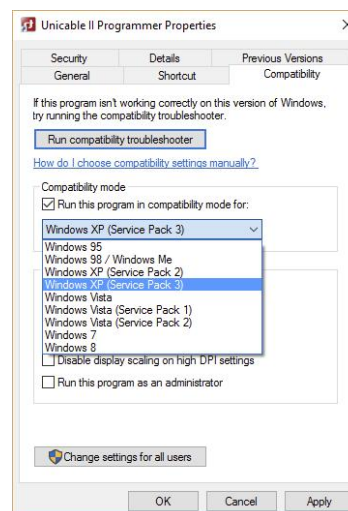 Unicable II Programmer Properties
Security Details Previous Versions
General Shortcut Compatibility
If this program isn't working correctly on this version of Windows,
try running the compatibility troubleshooter.
Run compatibility troubleshooter
How do I choose compatibility settings manually?
Compatibility mode
Run this program in compatibility mode for:
Windows XP (Service Pack 3)
Windows 95
Windows 98 / Windows Me
Windows XP (Service Pack 2)
Windows XP (Service Pack 3)
Windows Vista
Windows Vista (Service Pack 1)
Windows Vista (Service Pack 2)
Windows 7
Windows 8
Disable display scaling on high DPI settings
Run this program as an administrator
Change settings for all users
OK Cancel Apply